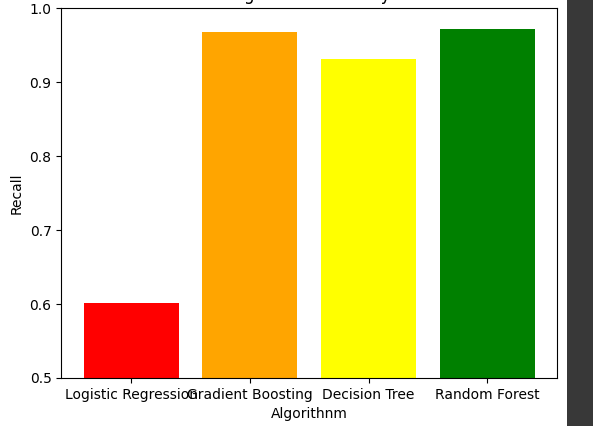 1.0
0.9
0.8
0.7
0.6
0.5
Recall
Logistic Regression Gradient Boosting Decision Tree Random Forest
Algorithnm